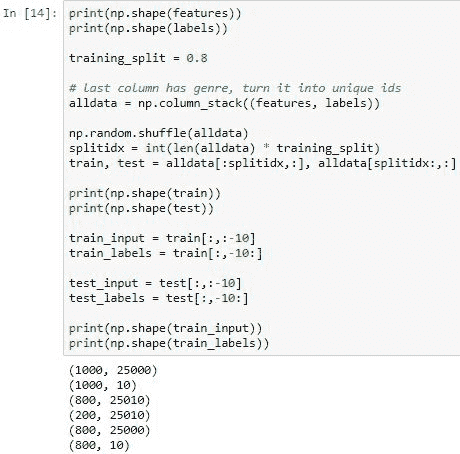 In [14]: print(np.shape(features))
print(np.shape(labels))
training_split = 0.8
# last column has genre, turn it into unique ids
alldata = np.column_stack((features, labels))
np.random.shuffle(alldata)
splitidx = int(len(alldata) * training_split)
train, test = alldata[:splitidx,:], alldata[splitidx:,:]
print(np.shape(train))
print(np.shape(test))
train_input = train[:,:-10]
train_labels = train[:,-10:]
test_input = test[:,:-10]
test_labels = test[:,-10:]
print(np.shape(train_input))
print(np.shape(train_labels))
(1000, 25000)
(1000, 10)
(800, 25010)
(200, 25010)
(800, 25000)
(800, 10)